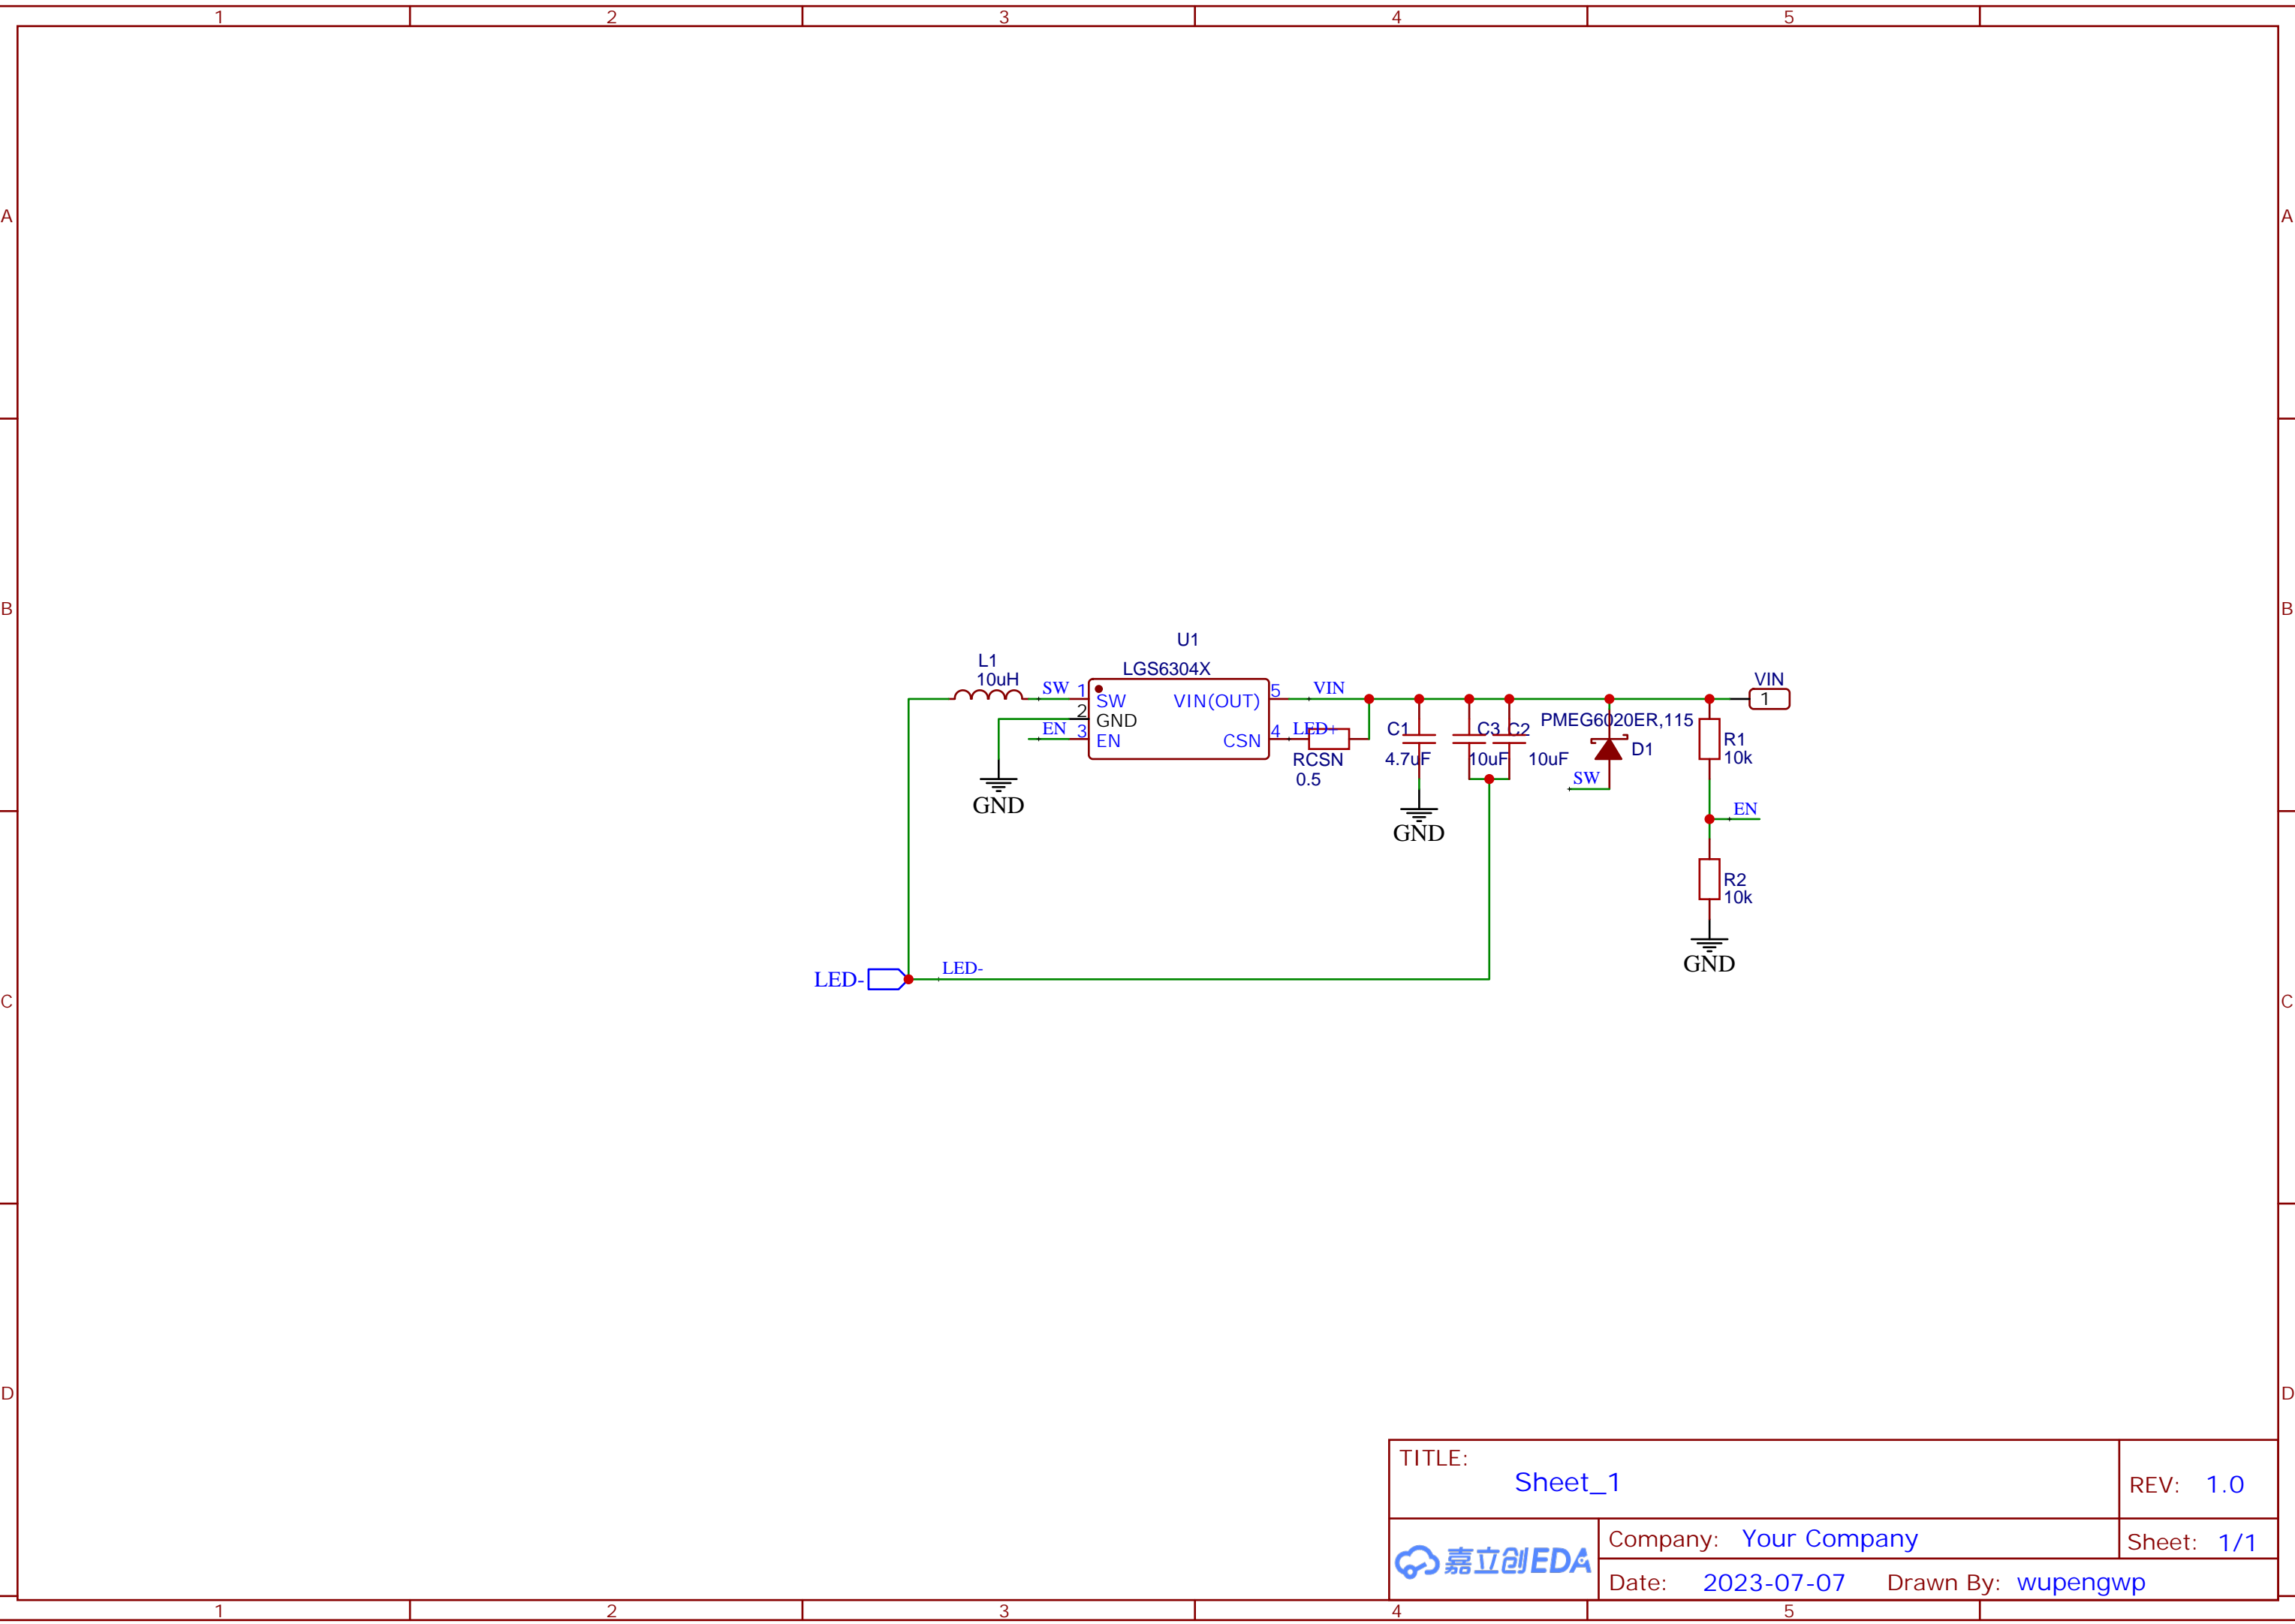 1 2 3 4 5
A A
B B
C C
D D
U1
LGS6304X
L1
10uH
SW 1
2
EN 3
SW
GND
EN
VIN(OUT)
CSN
5 VIN
4 LED+
RCSN
0.5
GND
C1
4.7uF
GND
C3 C2
10uF 10uF
PMEG6020ER,115
D1
SW
VIN
1
R1
10k
EN
R2
10k
GND
LED- LED-
TITLE:
Sheet_1
REV: 1.0
嘉立创EDA
Company: Your Company
Sheet: 1/1
Date: 2023-07-07 Drawn By: wupengwp
1 2 3 4 5